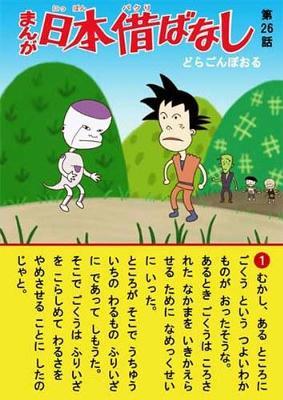 まんが日本借ばなし
にっぽんパクリ
第26話
どらごんぼおる
❶むかし、ある ところに
ごくう という つよいわか
ものが おったそうな。
あるとき ごくうは ころさ
れた なかまを いきかえら
せる ために なめっくせい
に いった。
ところが そこで うちゅう
いちの わるもの ふりいざ
に であって しもうた。
そこで ごくうは ふりいざ
を こらしめて わるさを
やめさせる ことに したの
じゃと。